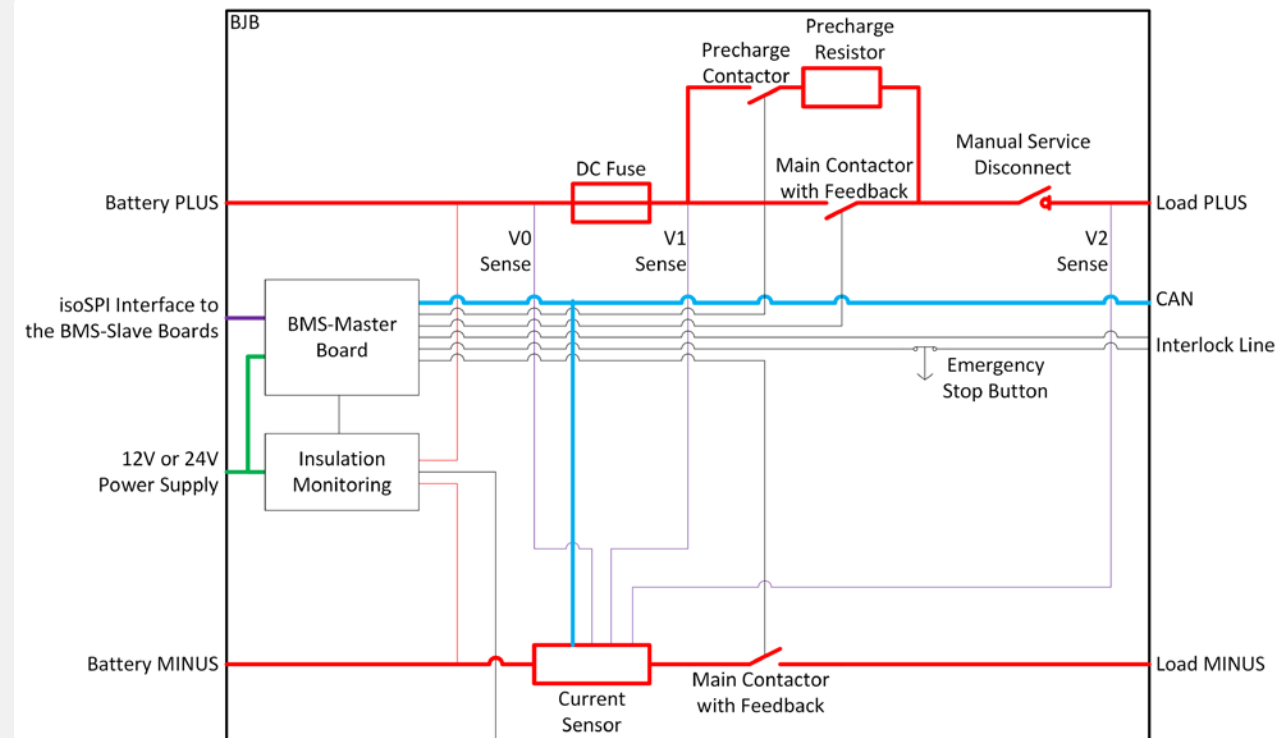 BJB
Precharge
Resistor
Precharge
Contactor
Manual Service
Disconnect
DC Fuse
Main Contactor
with Feedback
Battery PLUS
Load PLUS
V0
Sense
V1
Sense
V2
Sense
isoSPI Interface to
the BMS-Slave Boards
BMS-Master
Board
CAN
Interlock Line
Emergency
Stop Button
12V or 24V
Power Supply
Insulation
Monitoring
Battery MINUS
Load MINUS
Current
Sensor
Main Contactor
with Feedback